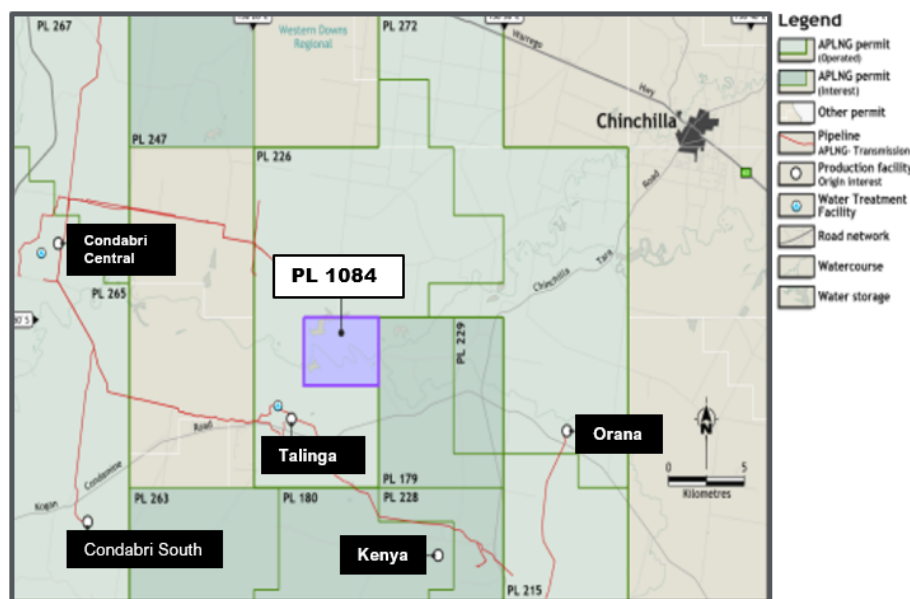 PL 267
Western Downs
Regional
PL 272
Warrego
Hwy
Chinchilla
PL 247
PL 226
Road
Condabri
Central
PL 1084
Chinchilla
Tara
PL 265
PL 229
Talinga
Orana
Road
Condamine
Kogan
PL 179
PL 263
PL 180
PL 228
Condabri South
Kenya
PL 215
N
0 5
Kilometres
Legend
APLNG permit
(Operated)
APLNG permit
(Interest)
Other permit
Pipeline
APLNG- Transmission
Production facility
Origin interest
Water Treatment
Facility
Road network
Watercourse
Water storage